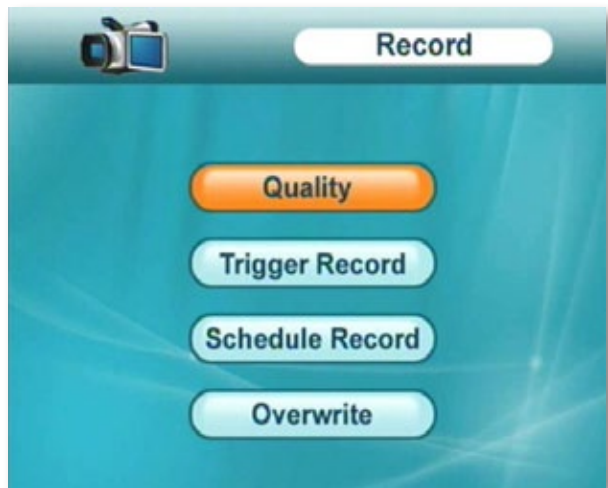 Record
Quality
Trigger Record
Schedule Record
Overwrite